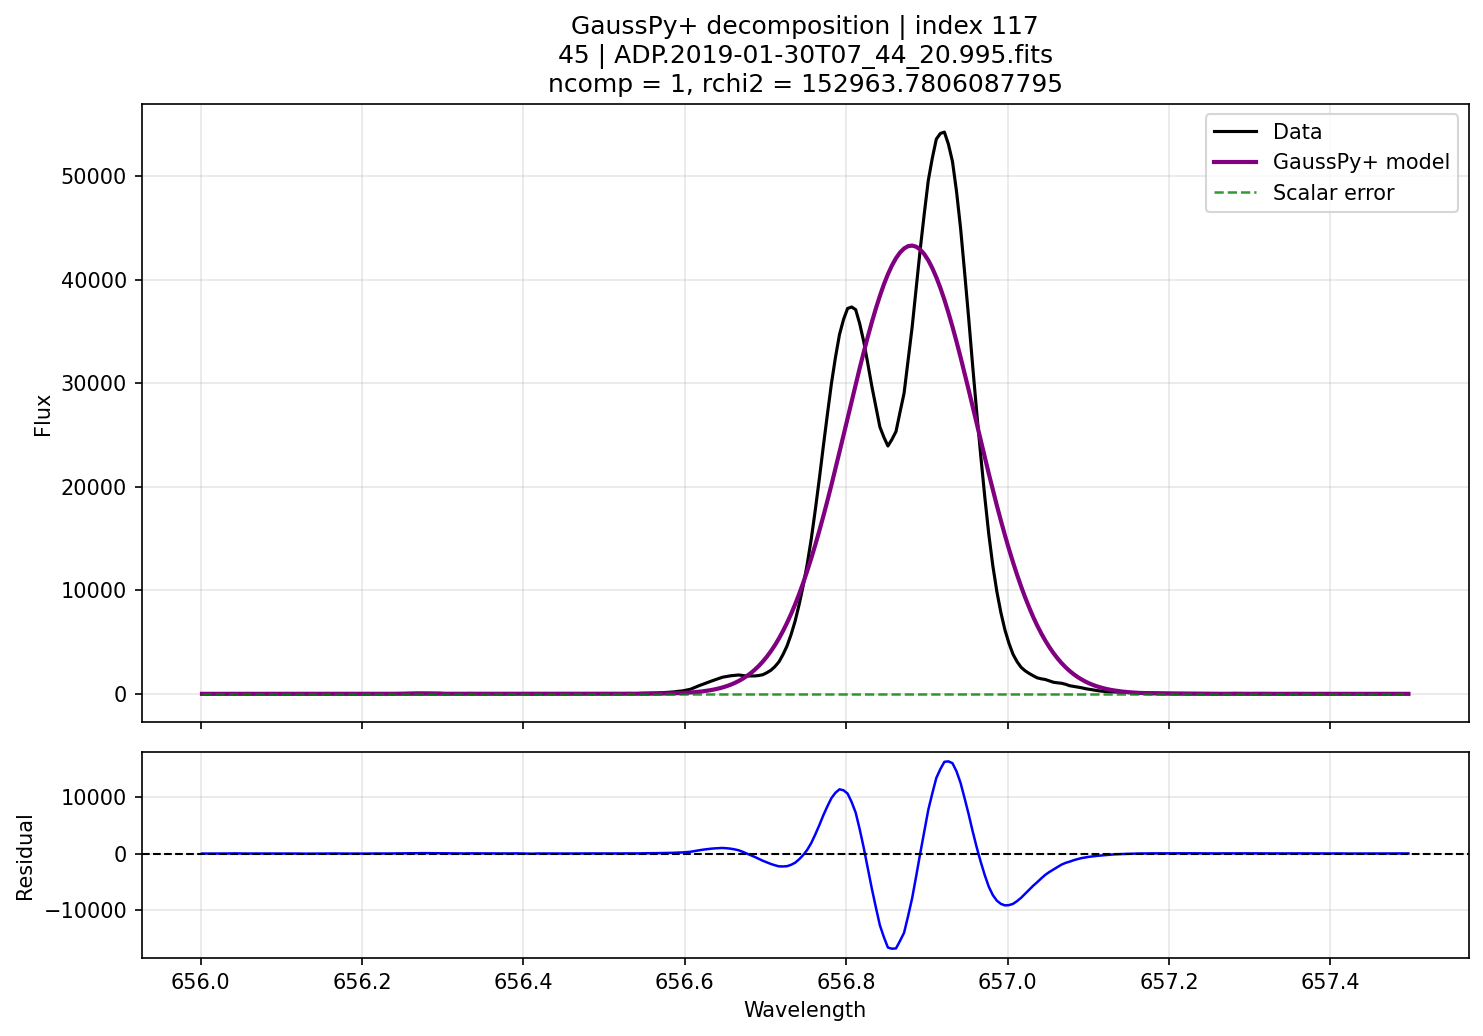 GaussPy+ decomposition | index 117
45 | ADP.2019-01-30T07_44_20.995.fits
ncomp = 1, rchi2 = 152963.7806087795
Data
GaussPy+ model
Scalar error
Flux
50000
40000
30000
20000
10000
0
Residual
10000
0
−10000
656.0 656.2 656.4 656.6 656.8 657.0 657.2 657.4
Wavelength